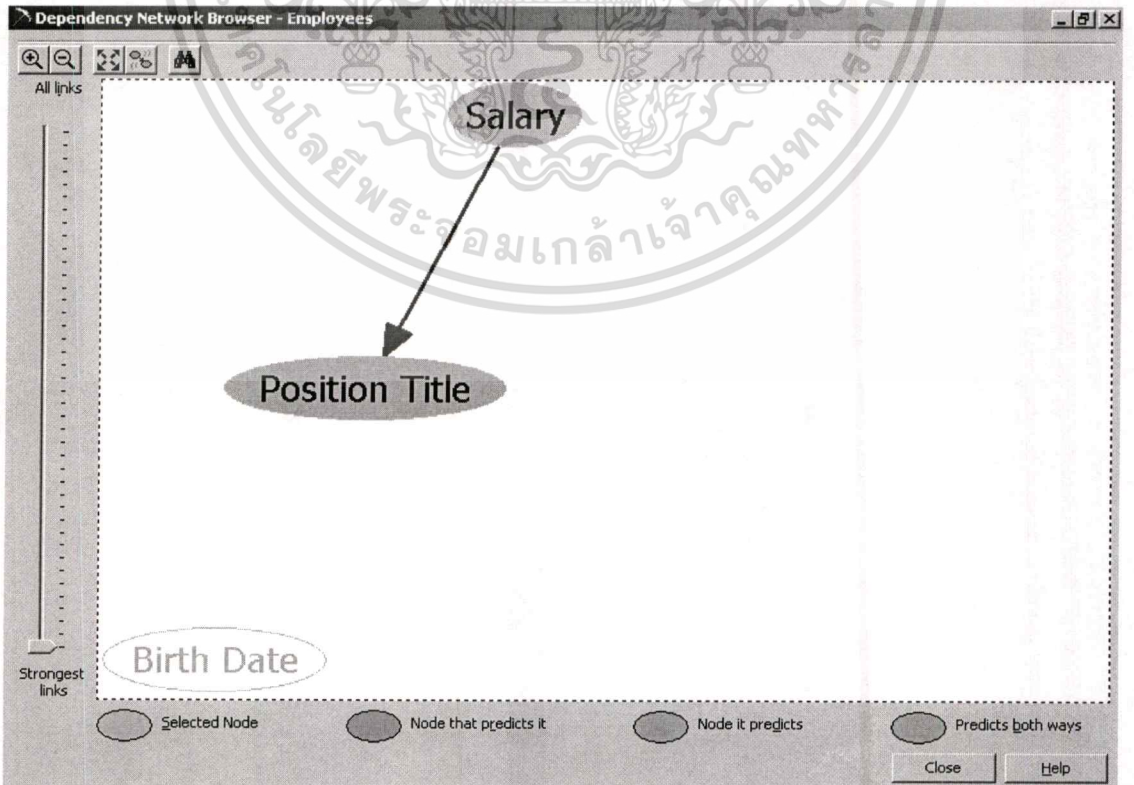 Dependency Network Browser - Employees
All links
Salary
Position Title
Birth Date
Strongest
links
Selected Node
Node that predicts it
Node it predicts
Predicts both ways
Close
Help